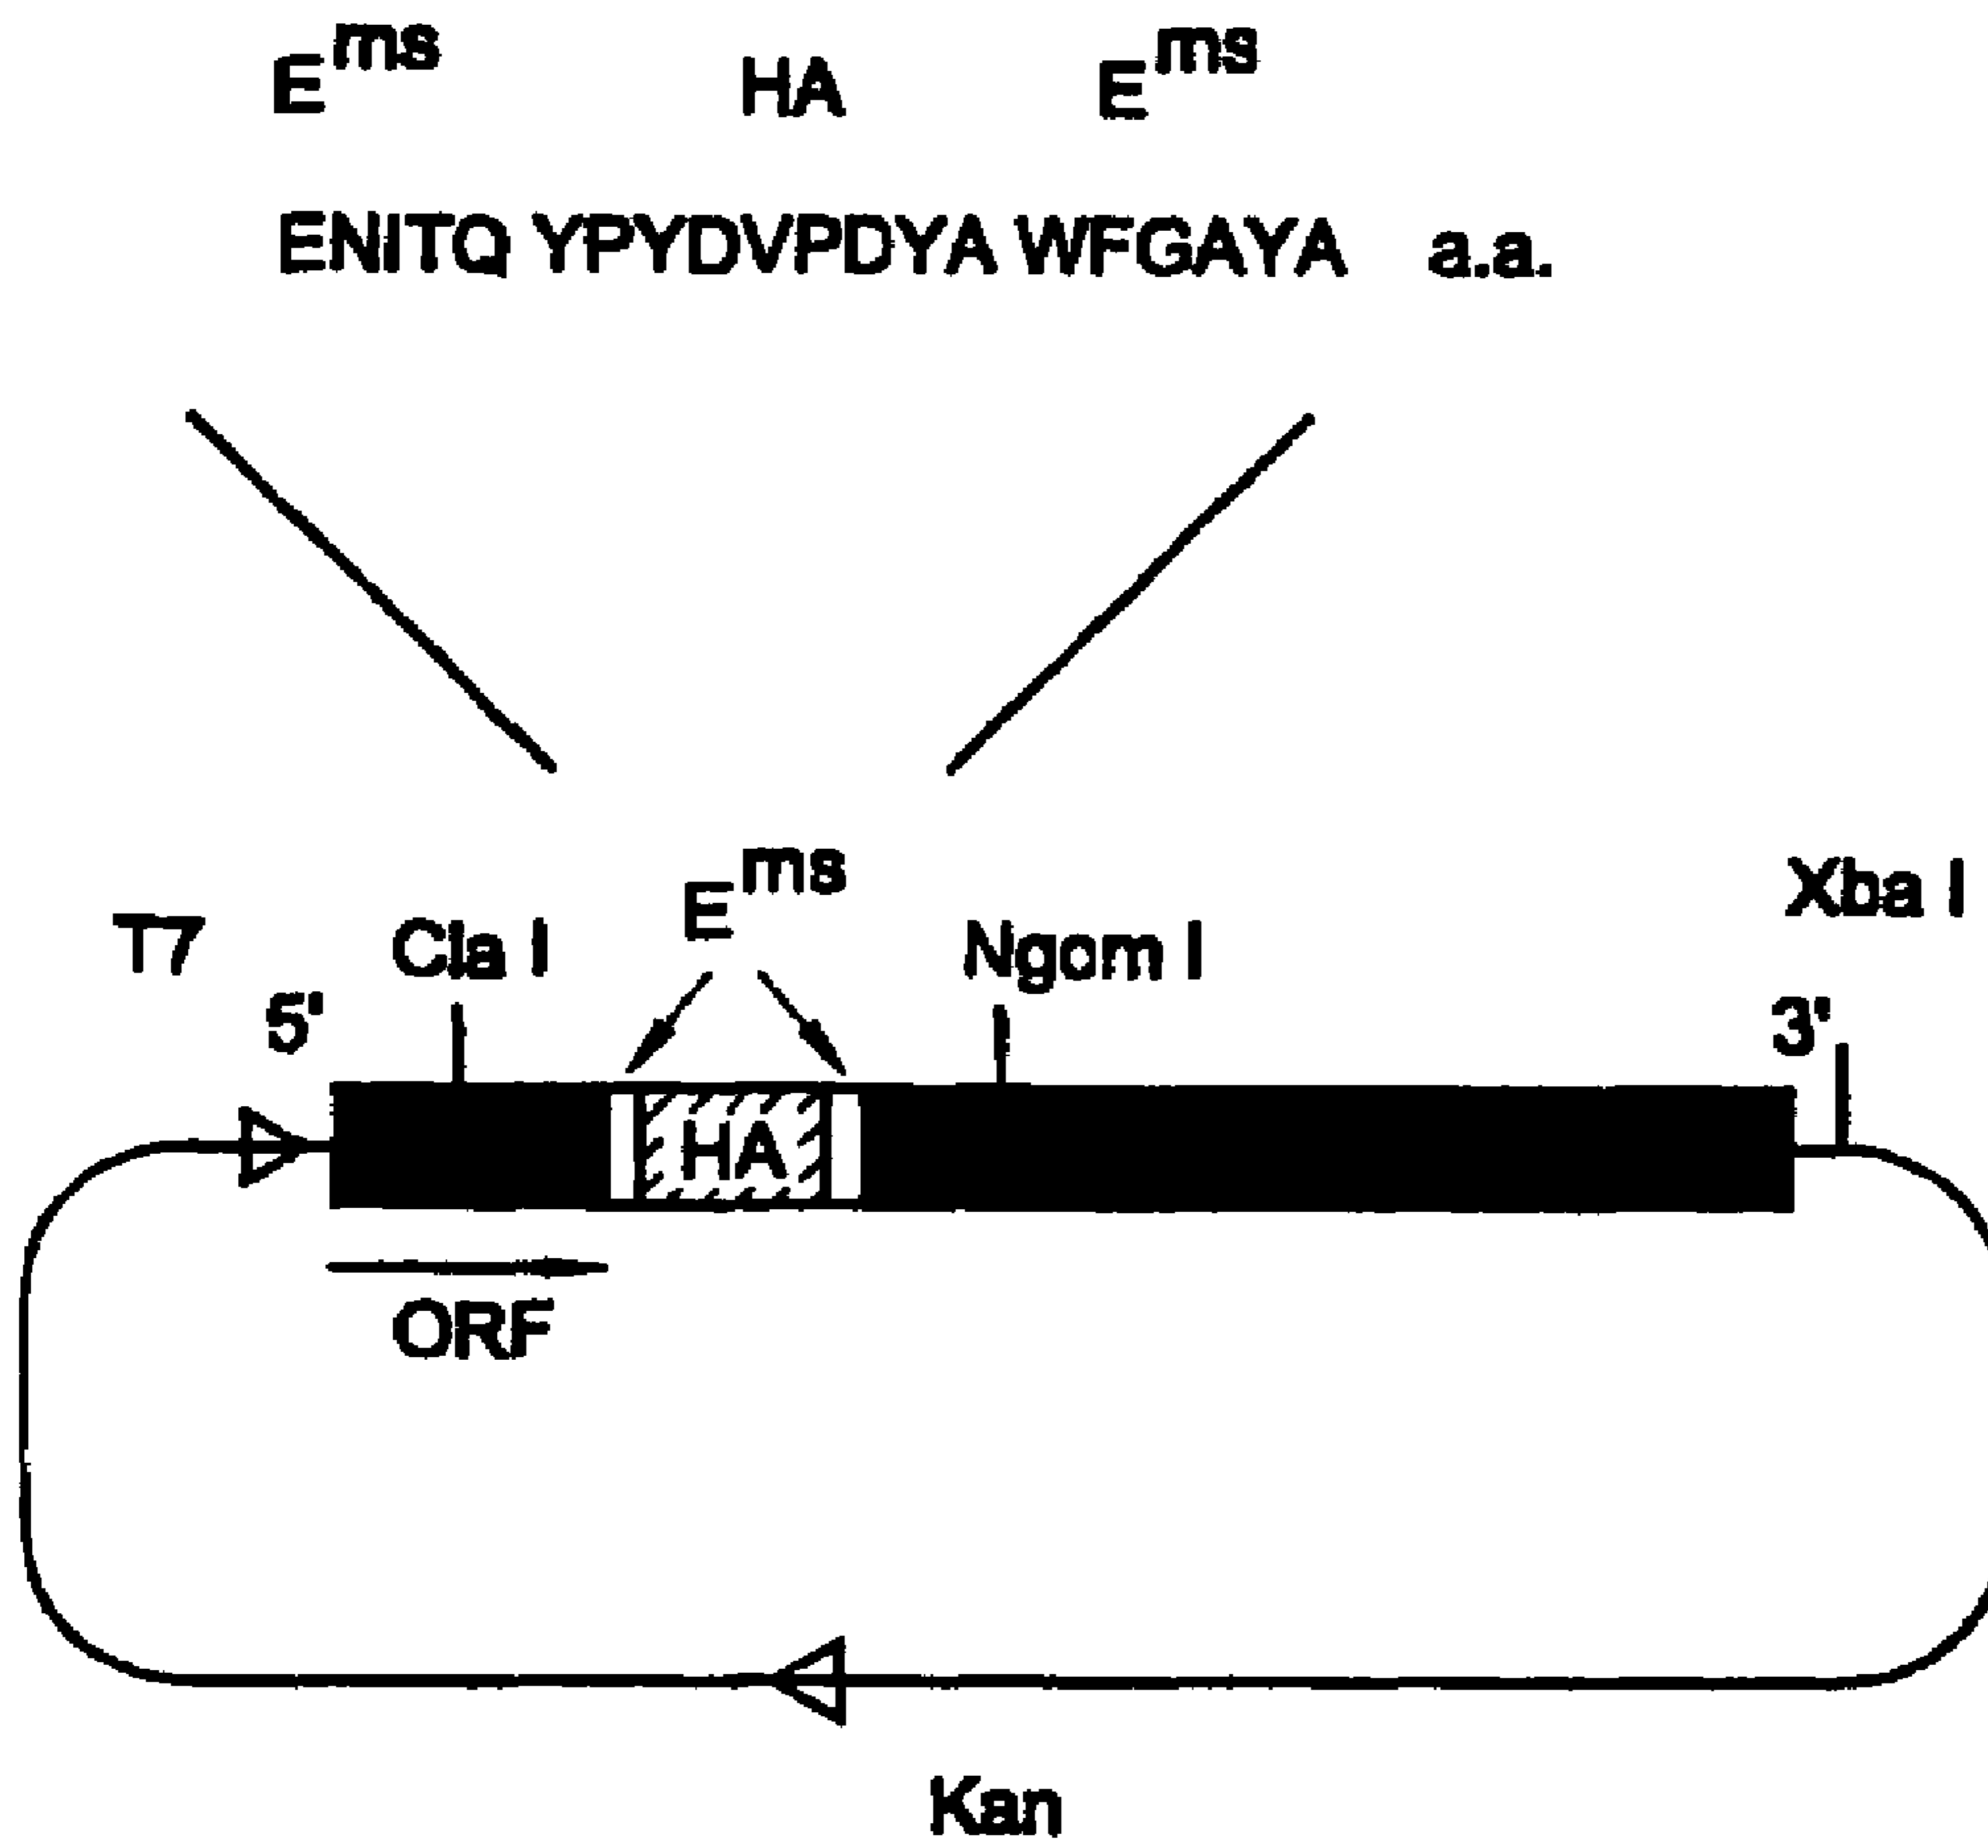 E^ms HA E^ms
ENITQ YPYDVPDYA WFGAYA a.a.
T7 Cla I E^ms Ngom I Xba I
5' 3'
HA
ORF
Kan